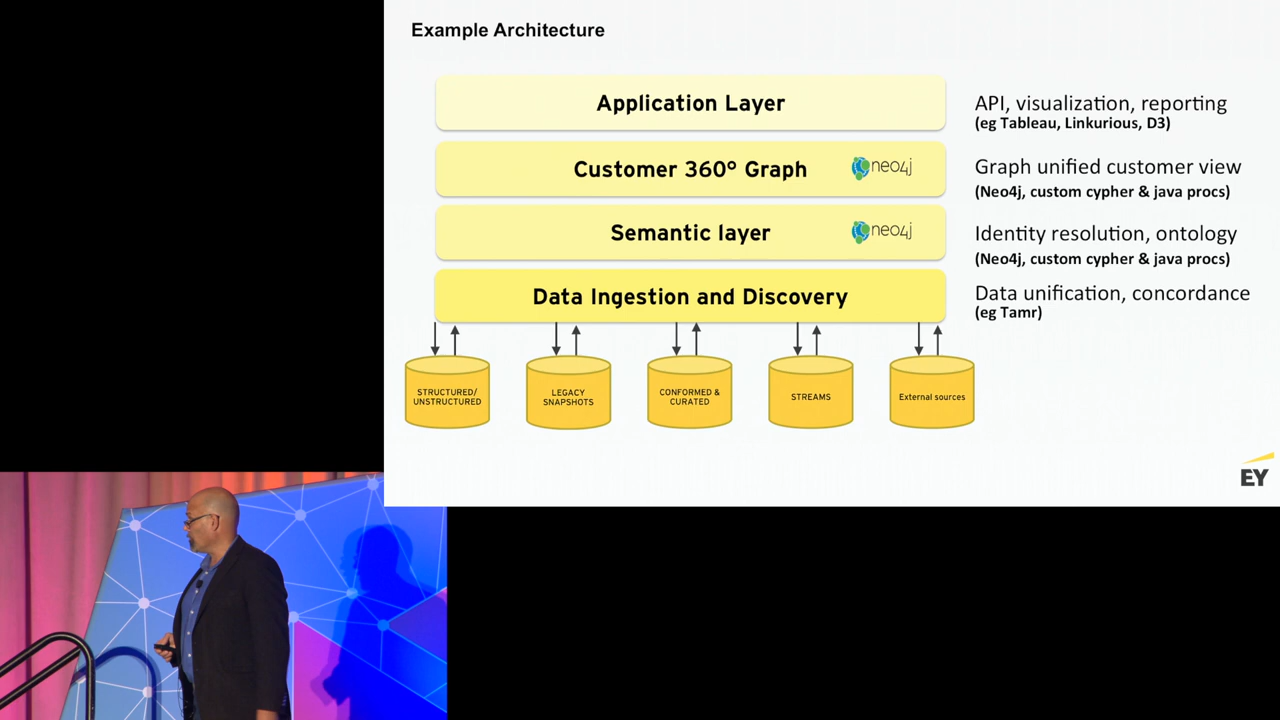 Example Architecture
Application Layer
API, visualization, reporting
(eg Tableau, Linkurious, D3)
Customer 360° Graph
neo4j
Graph unified customer view
(Neo4j, custom cypher & java procs)
Semantic layer
neo4j
Identity resolution, ontology
(Neo4j, custom cypher & java procs)
Data Ingestion and Discovery
Data unification, concordance
(eg Tamr)
STRUCTURED/
UNSTRUCTURED
LEGACY
SNAPSHOTS
CONFORMED &
CURATED
STREAMS
External sources
EY